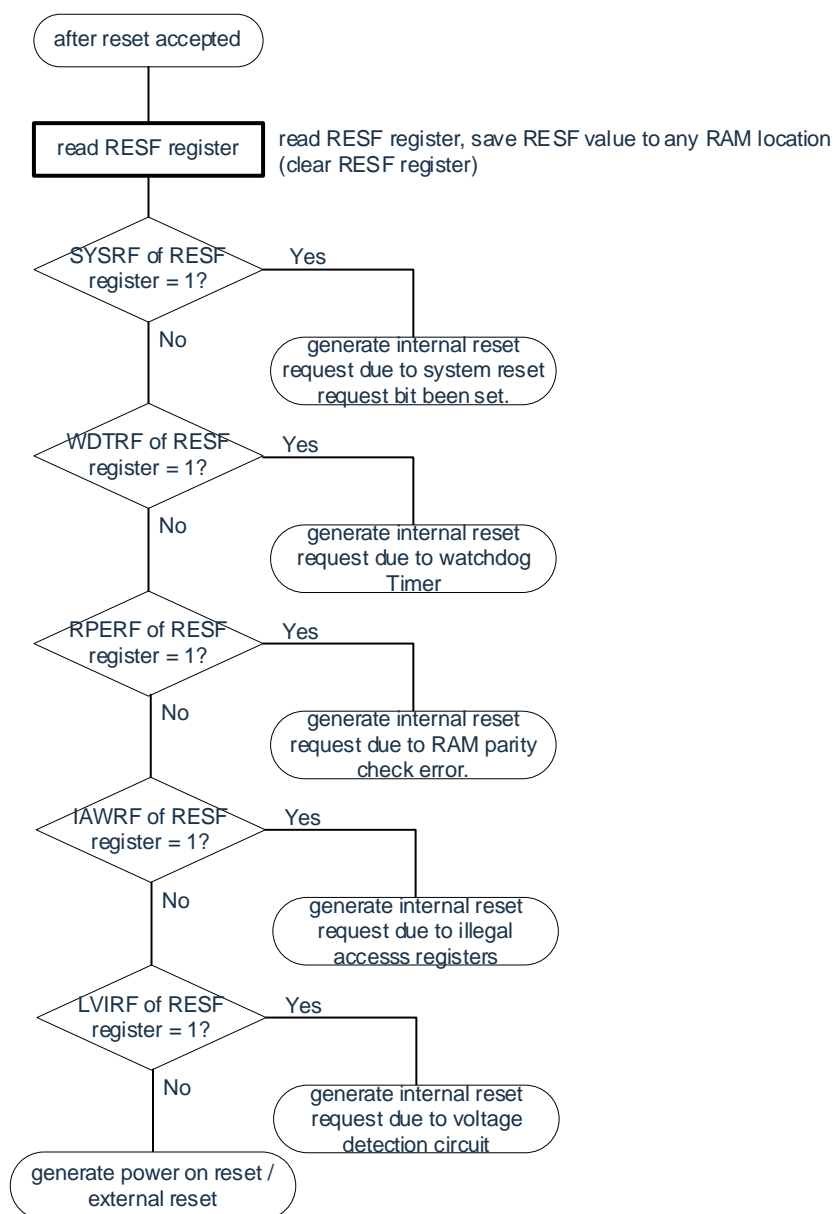 after reset accepted
read RESF register
read RESF register, save RESF value to any RAM location
(clear RESF register)
SYSRF of RESF
register = 1?
Yes
No
generate internal reset
request due to system reset
request bit been set.
WDTRF of RESF
register = 1?
Yes
No
generate internal reset
request due to watchdog
Timer
RPERF of RESF
register = 1?
Yes
No
generate internal reset
request due to RAM parity
check error.
IAWRF of RESF
register = 1?
Yes
No
generate internal reset
request due to illegal
accesss registers
LVIRF of RESF
register = 1?
Yes
No
generate internal reset
request due to voltage
detection circuit
generate power on reset /
external reset